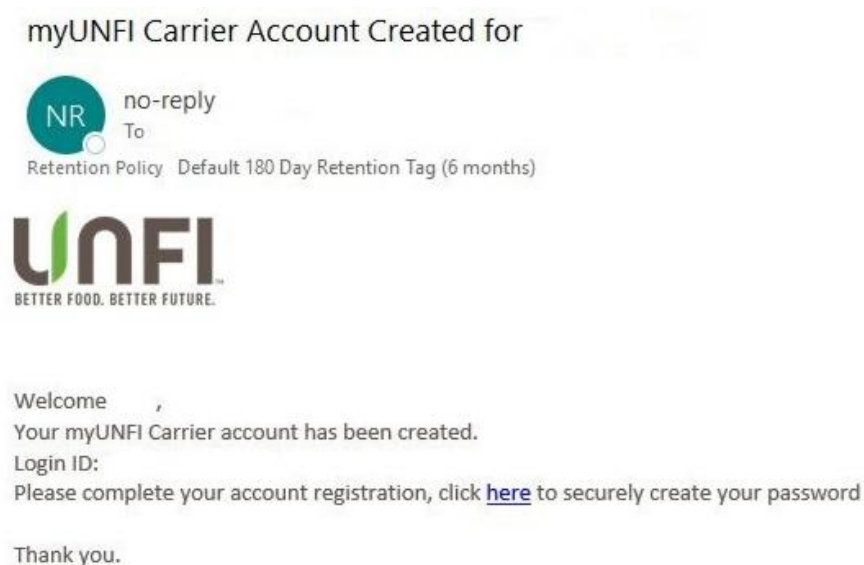 myUNFI Carrier Account Created for
NR
no-reply
To
Retention Policy Default 180 Day Retention Tag (6 months)
UNFI
BETTER FOOD. BETTER FUTURE.
Welcome ,
Your myUNFI Carrier account has been created.
Login ID:
Please complete your account registration, click here to securely create your password
Thank you.